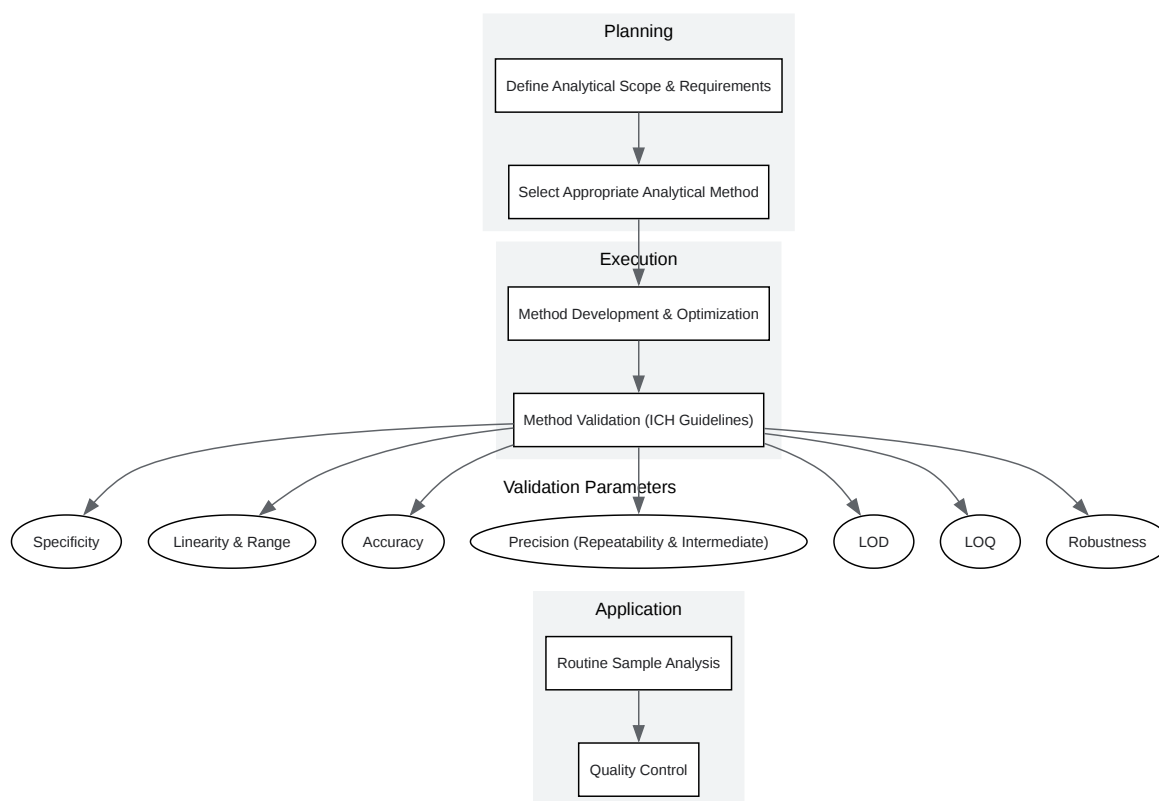 Planning
Define Analytical Scope & Requirements
Select Appropriate Analytical Method
Execution
Method Development & Optimization
Method Validation (ICH Guidelines)
Validation Parameters
Specificity
Linearity & Range
Accuracy
Precision (Repeatability & Intermediate)
LOD
LOQ
Robustness
Application
Routine Sample Analysis
Quality Control